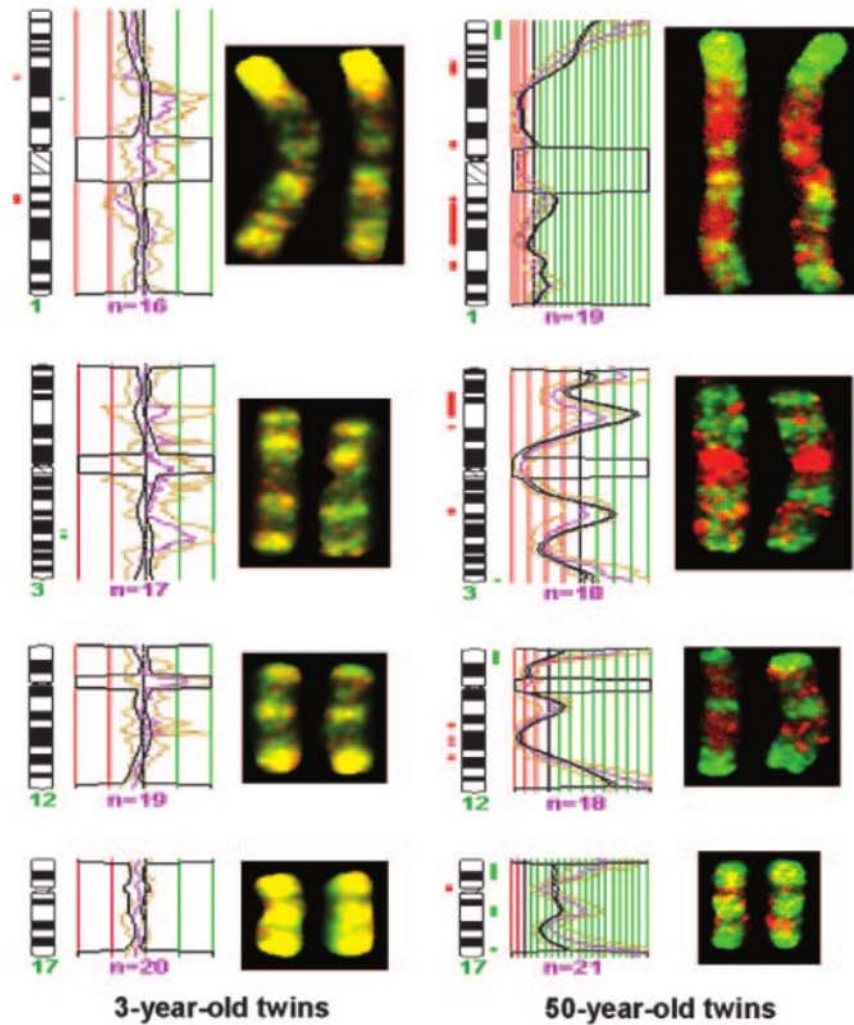 1 n=16
1 n=19
3 n=17
3 n=18
12 n=19
12 n=18
17 n=20
17 n=21
3-year-old twins
50-year-old twins